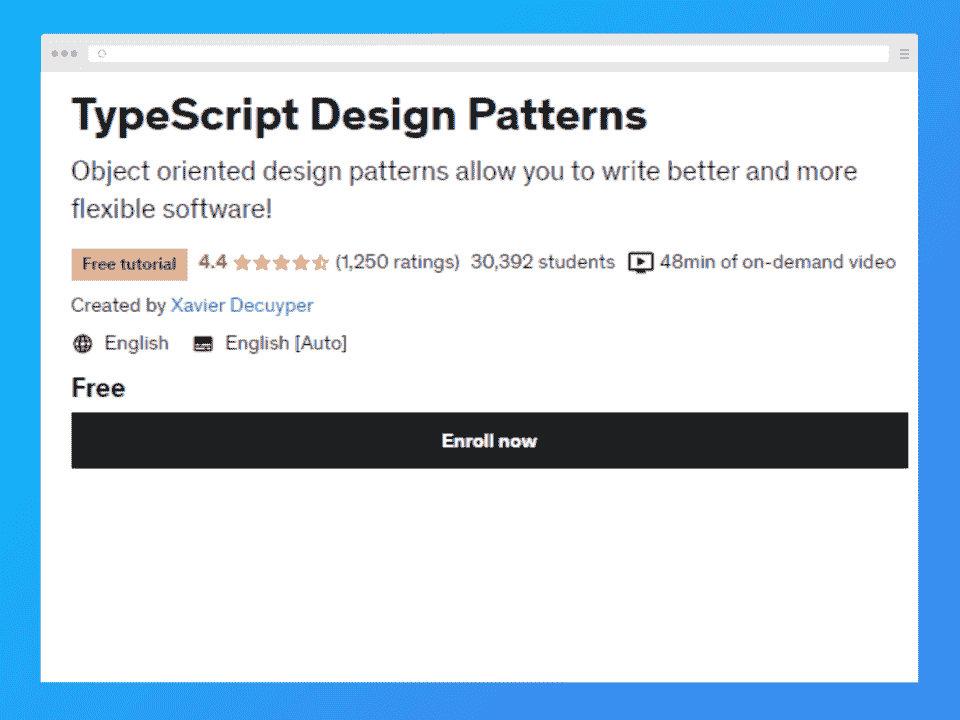 TypeScript Design Patterns
Object oriented design patterns allow you to write better and more
flexible software!
Free tutorial 4.4 (1,250 ratings) 30,392 students 48min of on-demand video
Created by Xavier Decuyper
English English [Auto]
Free
Enroll now